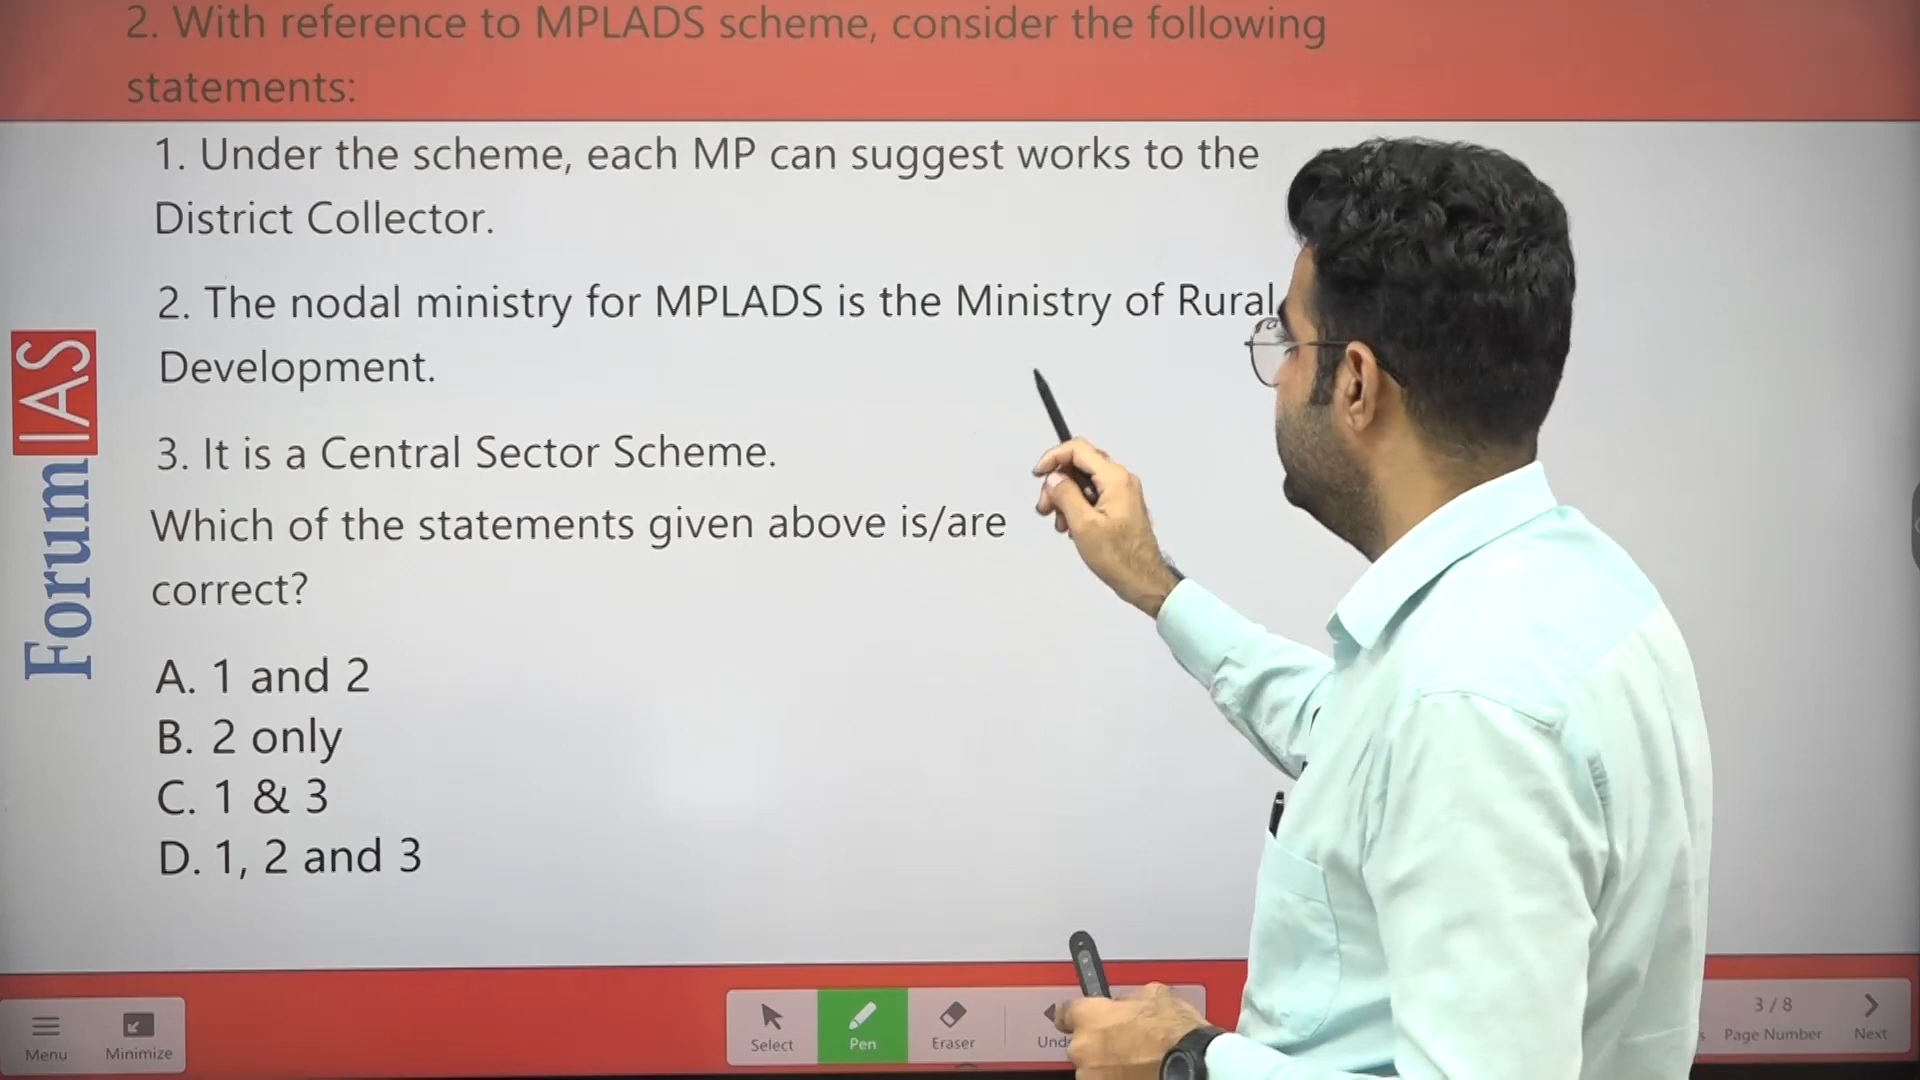 2. With reference to MPLADS scheme, consider the following
statements:
1. Under the scheme, each MP can suggest works to the
District Collector.
2. The nodal ministry for MPLADS is the Ministry of Rural
Development.
3. It is a Central Sector Scheme.
Which of the statements given above is/are
correct?
A. 1 and 2
B. 2 only
C. 1 & 3
D. 1, 2 and 3
Forum IAS
Menu
Minimize
Select
Pen
Eraser
3 / 8
Page Number
Next